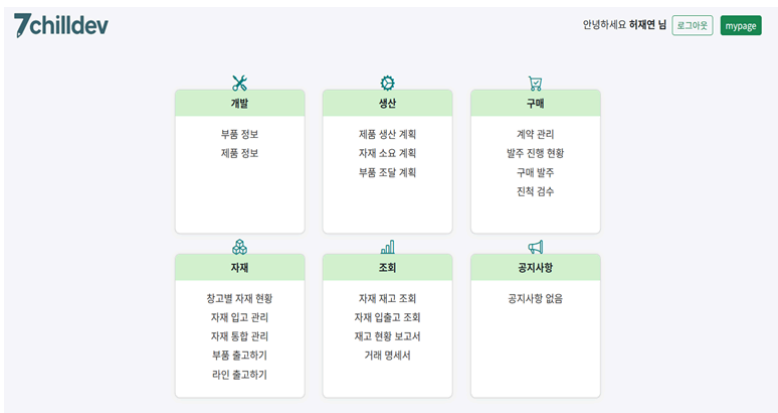 7chilldev
안녕하세요 허재연 님 로그아웃 mypage
개발
부품 정보
제품 정보
생산
제품 생산 계획
자재 소요 계획
부품 조달 계획
구매
계약 관리
발주 진행 현황
구매 발주
진척 검수
자재
창고별 자재 현황
자재 입고 관리
자재 통합 관리
부품 출고하기
라인 출고하기
조회
자재 재고 조회
자재 입출고 조회
재고 현황 보고서
거래 명세서
공지사항
공지사항 없음